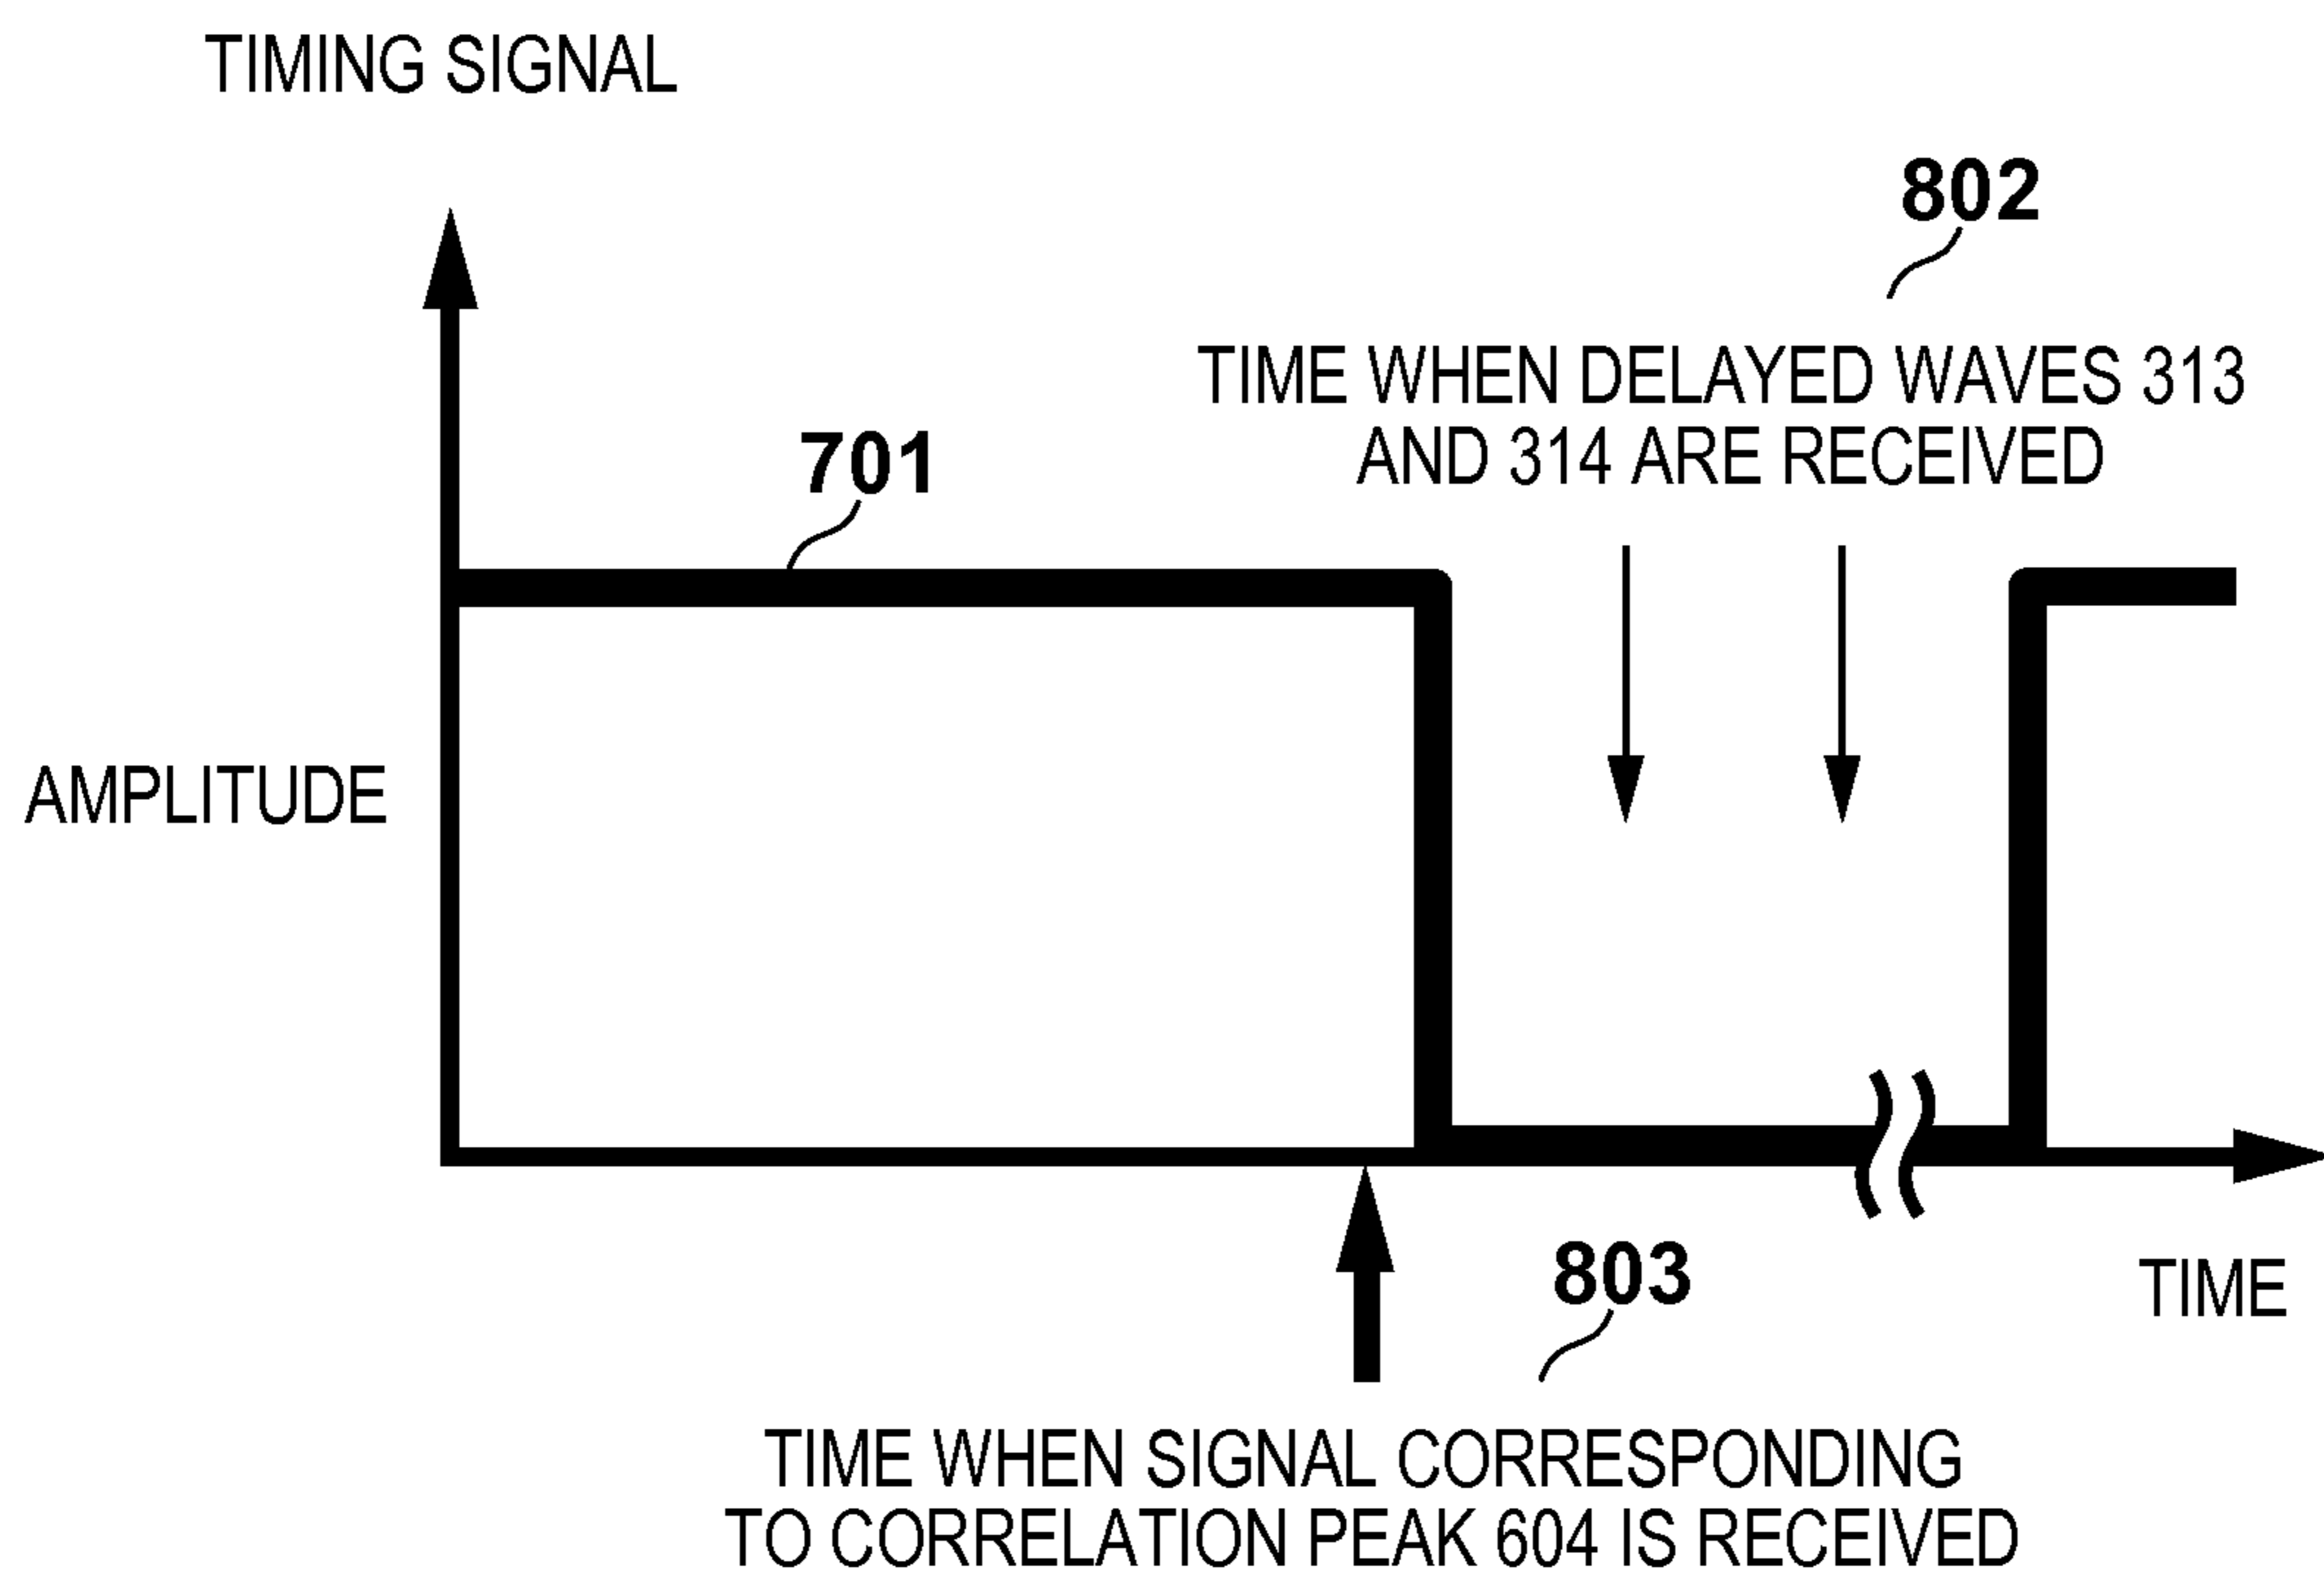 TIMING SIGNAL
802
TIME WHEN DELAYED WAVES 313
AND 314 ARE RECEIVED
701
AMPLITUDE
803
TIME
TIME WHEN SIGNAL CORRESPONDING
TO CORRELATION PEAK 604 IS RECEIVED